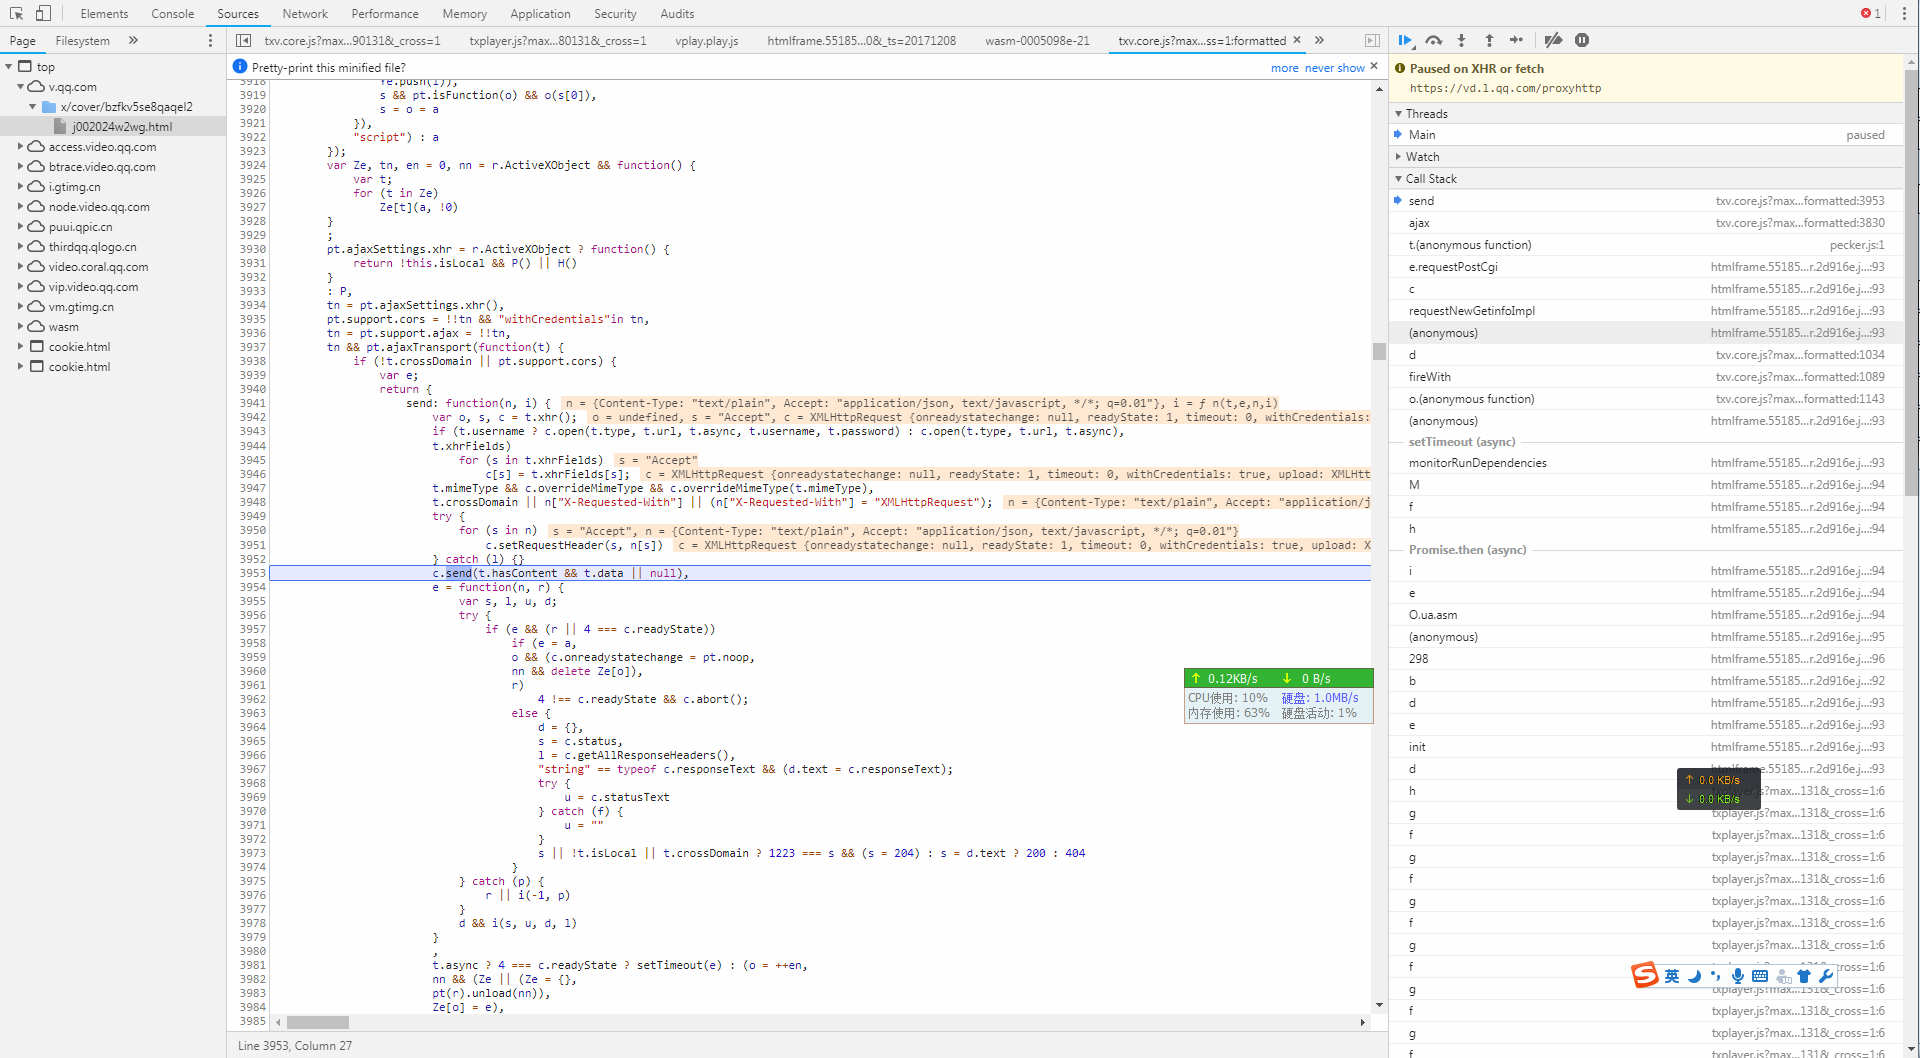 Elements Console Sources Network Performance Memory Application Security Audits 1
Page Filesystem »
txv.core.js?max...90131&_cross=1 txplayer.js?max...80131&_cross=1 vplay.play.js htmlframe.55185...0&_ts=20171208 wasm-0005098e-21 txv.core.js?max...ss=1:formatted × »
Pretty-print this minified file? more never show ×
top
v.qq.com
x/cover/bzfkv5se8qaqel2
j002024w2wg.html
access.video.qq.com
btrace.video.qq.com
i.gtimg.cn
node.video.qq.com
puui.qpic.cn
thirdqq.qlogo.cn
video.coral.qq.com
vip.video.qq.com
vm.gtimg.cn
wasm
cookie.html
cookie.html
3918 Ye.push(i)),
3919 s && pt.isFunction(o) && o(s[0]),
3920 s = o = a
3921 }),
3922 "script") : a
3923 });
3924 var Ze, tn, en = 0, nn = r.ActiveXObject && function() {
3925 var t;
3926 for (t in Ze)
3927 Ze[t](a, !0)
3928 }
3929 ;
3930 pt.ajaxSettings.xhr = r.ActiveXObject ? function() {
3931 return !this.isLocal && P() || H()
3932 }
3933 : P,
3934 tn = pt.ajaxSettings.xhr(),
3935 pt.support.cors = !!tn && "withCredentials"in tn,
3936 tn = pt.support.ajax = !!tn,
3937 tn && pt.ajaxTransport(function(t) {
3938 if (!t.crossDomain || pt.support.cors) {
3939 var e;
3940 return {
3941 send: function(n, i) { n = {Content-Type: "text/plain", Accept: "application/json, text/javascript, */*; q=0.01"}, i = ƒ n(t,e,n,i)
3942 var o, s, c = t.xhr(); o = undefined, s = "Accept", c = XMLHttpRequest {onreadystatechange: null, readyState: 1, timeout: 0, withCredentials:
3943 if (t.username ? c.open(t.type, t.url, t.async, t.username, t.password) : c.open(t.type, t.url, t.async),
3944 t.xhrFields)
3945 for (s in t.xhrFields) s = "Accept"
3946 c[s] = t.xhrFields[s]; c = XMLHttpRequest {onreadystatechange: null, readyState: 1, timeout: 0, withCredentials: true, upload: XMLHtt
3947 t.mimeType && c.overrideMimeType && c.overrideMimeType(t.mimeType),
3948 t.crossDomain || n["X-Requested-With"] || (n["X-Requested-With"] = "XMLHttpRequest"); n = {Content-Type: "text/plain", Accept: "application/j
3949 try {
3950 for (s in n) s = "Accept", n = {Content-Type: "text/plain", Accept: "application/json, text/javascript, */*; q=0.01"}
3951 c.setRequestHeader(s, n[s]) c = XMLHttpRequest {onreadystatechange: null, readyState: 1, timeout: 0, withCredentials: true, upload: X
3952 } catch (l) {}
3953 c.send(t.hasContent && t.data || null),
3954 e = function(n, r) {
3955 var s, l, u, d;
3956 try {
3957 if (e && (r || 4 === c.readyState))
3958 if (e = a,
3959 o && (c.onreadystatechange = pt.noop,
3960 nn && delete Ze[o]),
3961 r)
3962 4 !== c.readyState && c.abort();
3963 else {
3964 d = {},
3965 s = c.status,
3966 l = c.getAllResponseHeaders(),
3967 "string" == typeof c.responseText && (d.text = c.responseText);
3968 try {
3969 u = c.statusText
3970 } catch (f) {
3971 u = ""
3972 }
3973 s || !t.isLocal || t.crossDomain ? 1223 === s && (s = 204) : s = d.text ? 200 : 404
3974 }
3975 } catch (p) {
3976 r || i(-1, p)
3977 }
3978 d && i(s, u, d, l)
3979 }
3980 ,
3981 t.async ? 4 === c.readyState ? setTimeout(e) : (o = ++en,
3982 nn && (Ze || (Ze = {},
3983 pt(r).unload(nn)),
3984 Ze[o] = e),
3985
Line 3953, Column 27
↑ 0.12KB/s ↓ 0 B/s
CPU使用: 10% 硬盘: 1.0MB/s
内存使用: 63% 硬盘活动: 1%
Paused on XHR or fetch
https://vd.l.qq.com/proxyhttp
Threads
Main paused
Watch
Call Stack
send txv.core.js?max...formatted:3953
ajax txv.core.js?max...formatted:3830
t.(anonymous function) pecker.js:1
e.requestPostCgi htmlframe.55185...r.2d916e.j...:93
c htmlframe.55185...r.2d916e.j...:93
requestNewGetinfoImpl htmlframe.55185...r.2d916e.j...:93
(anonymous) htmlframe.55185...r.2d916e.j...:93
d txv.core.js?max...formatted:1034
fireWith txv.core.js?max...formatted:1089
o.(anonymous function) txv.core.js?max...formatted:1143
(anonymous) htmlframe.55185...r.2d916e.j...:93
setTimeout (async)
monitorRunDependencies htmlframe.55185...r.2d916e.j...:93
M htmlframe.55185...r.2d916e.j...:94
f htmlframe.55185...r.2d916e.j...:94
h htmlframe.55185...r.2d916e.j...:94
Promise.then (async)
i htmlframe.55185...r.2d916e.j...:94
e htmlframe.55185...r.2d916e.j...:94
O.ua.asm htmlframe.55185...r.2d916e.j...:94
(anonymous) htmlframe.55185...r.2d916e.j...:95
298 htmlframe.55185...r.2d916e.j...:96
b htmlframe.55185...r.2d916e.j...:92
d htmlframe.55185...r.2d916e.j...:93
e htmlframe.55185...r.2d916e.j...:93
init htmlframe.55185...r.2d916e.j...:93
d htmlframe.55185...r.2d916e.j...:93
↑ 0.0 KB/s
h txplayer.js?max...131&_cross=1:6
↓ 0.0 KB/s
g txplayer.js?max...131&_cross=1:6
f txplayer.js?max...131&_cross=1:6
g txplayer.js?max...131&_cross=1:6
f txplayer.js?max...131&_cross=1:6
g txplayer.js?max...131&_cross=1:6
f txplayer.js?max...131&_cross=1:6
g txplayer.js?max...131&_cross=1:6
f txplayer.js?max...131&_cross=1:6
S 英
g txplayer.js?max...131&_cross=1:6
f txplayer.js?max...131&_cross=1:6
g txplayer.js?max...131&_cross=1:6
f txplayer.js?max...131&_cross=1:6